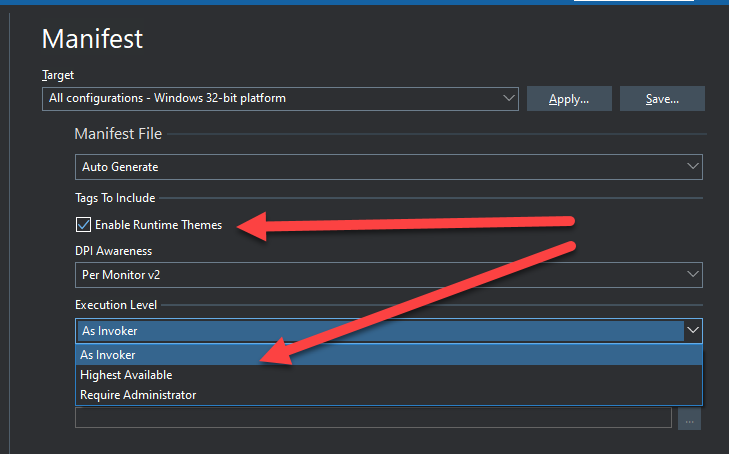 Manifest
Target
All configurations - Windows 32-bit platform
Apply...
Save...
Manifest File
Auto Generate
Tags To Include
Enable Runtime Themes
DPI Awareness
Per Monitor v2
Execution Level
As Invoker
As Invoker
Highest Available
Require Administrator
...